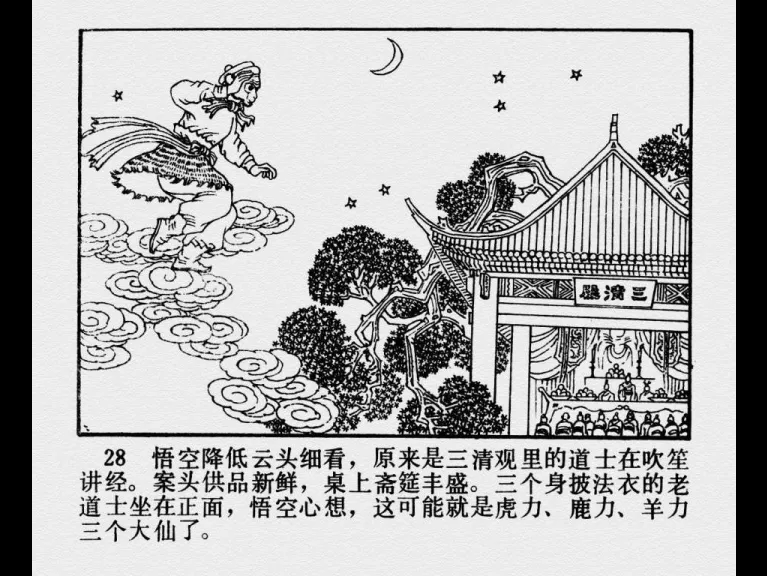 三清殿
28 悟空降低云头细看，原来是三清观里的道士在吹笙
讲经。案头供品新鲜，桌上斋筵丰盛。三个身披法衣的老
道士坐在正面，悟空心想，这可能就是虎力、鹿力、羊力
三个大仙了。